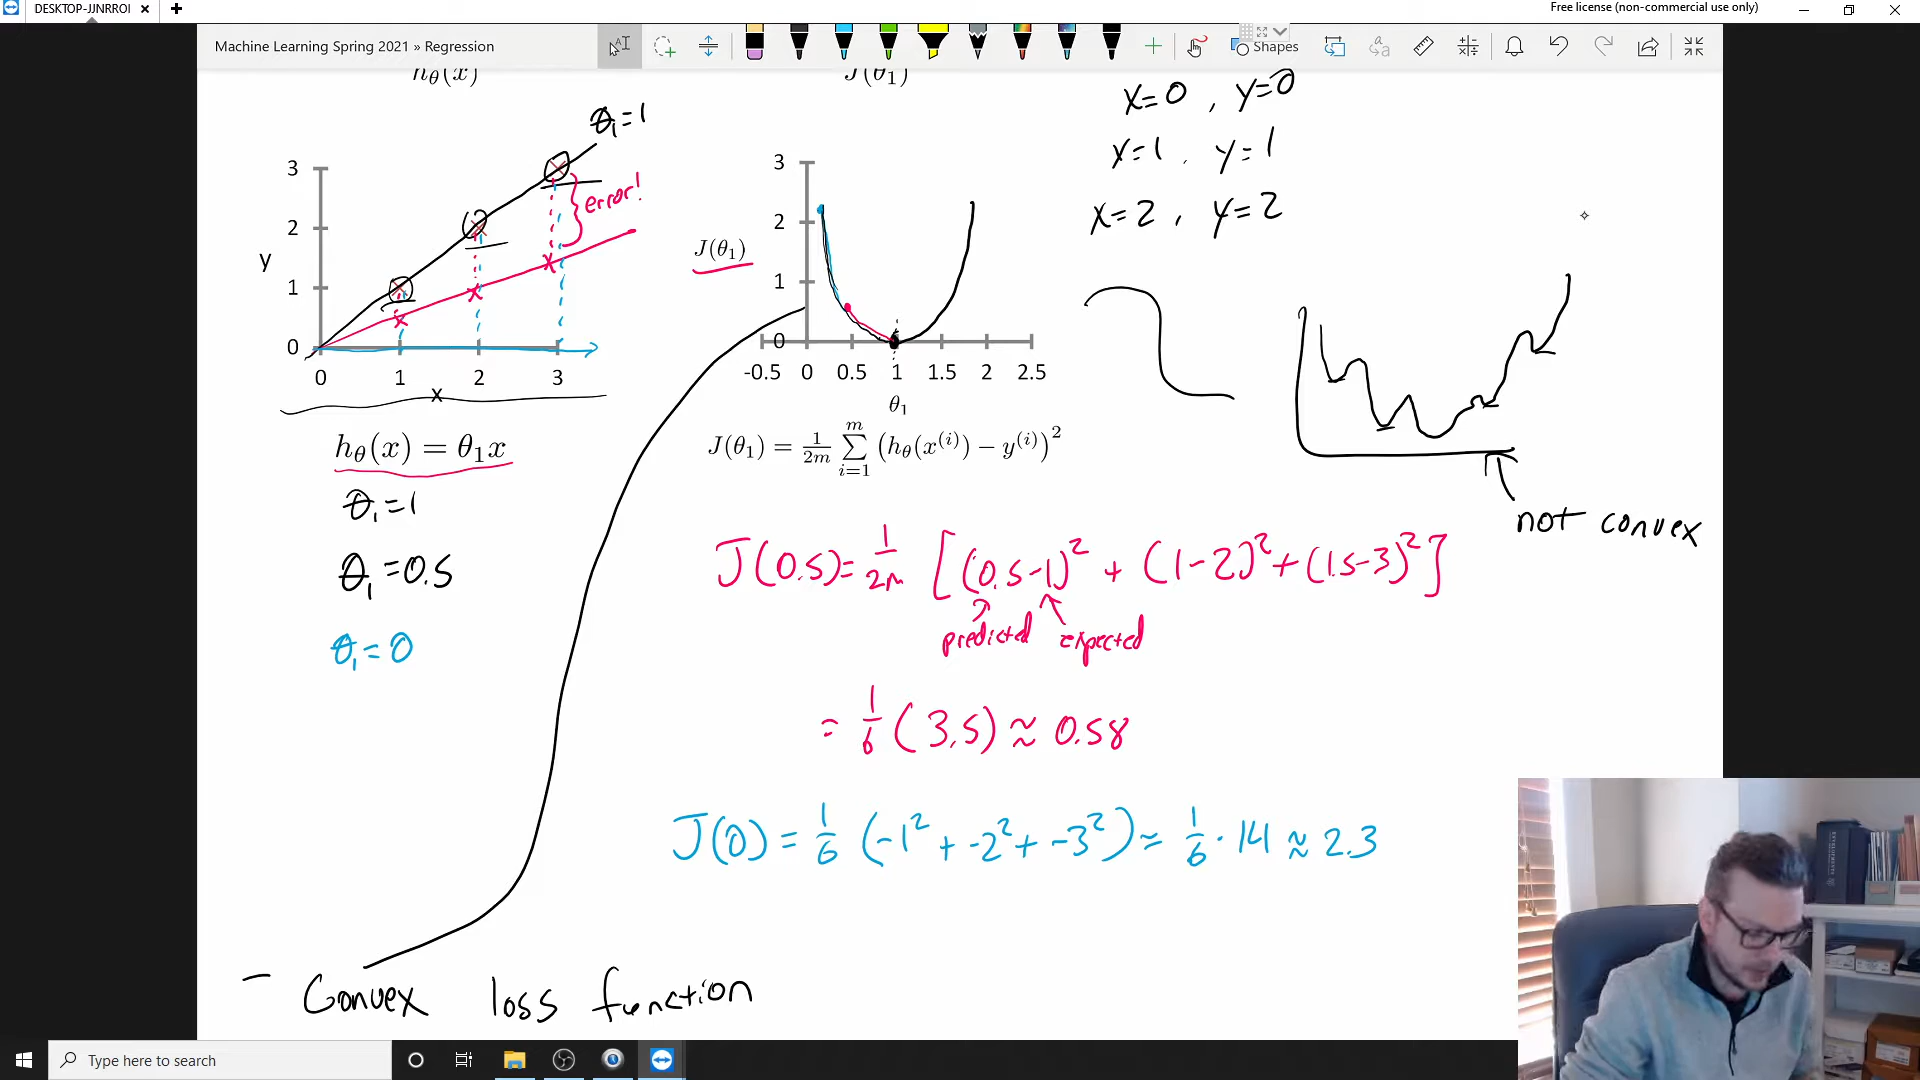 DESKTOP-JJNRROI
Free license (non-commercial use only)
Machine Learning Spring 2021 » Regression
Shapes
hθ(x)
J(θ₁)
θ₁=1
3
2
1
0
y
0 1 2 3
x
error!
hθ(x) = θ₁x
θ₁=1
θ₁=0.5
θ₁=0
3
2
1
0
J(θ₁)
-0.5 0 0.5 1 1.5 2 2.5
θ₁
J(θ₁) = 1/2m m∑i=1 (hθ(x⁽ⁱ⁾) − y⁽ⁱ⁾)²
x=0 , y=0
x=1 , y=1
x=2 , y=2
not convex
J(0.5)= 1/2m [(0.5-1)² + (1-2)² + (1.5-3)²]
predicted expected
= 1/6 (3.5) ≈ 0.58
J(0) = 1/6 (-1² + -2² + -3²) ≈ 1/6 · 14 ≈ 2.3
- Convex loss function
Type here to search